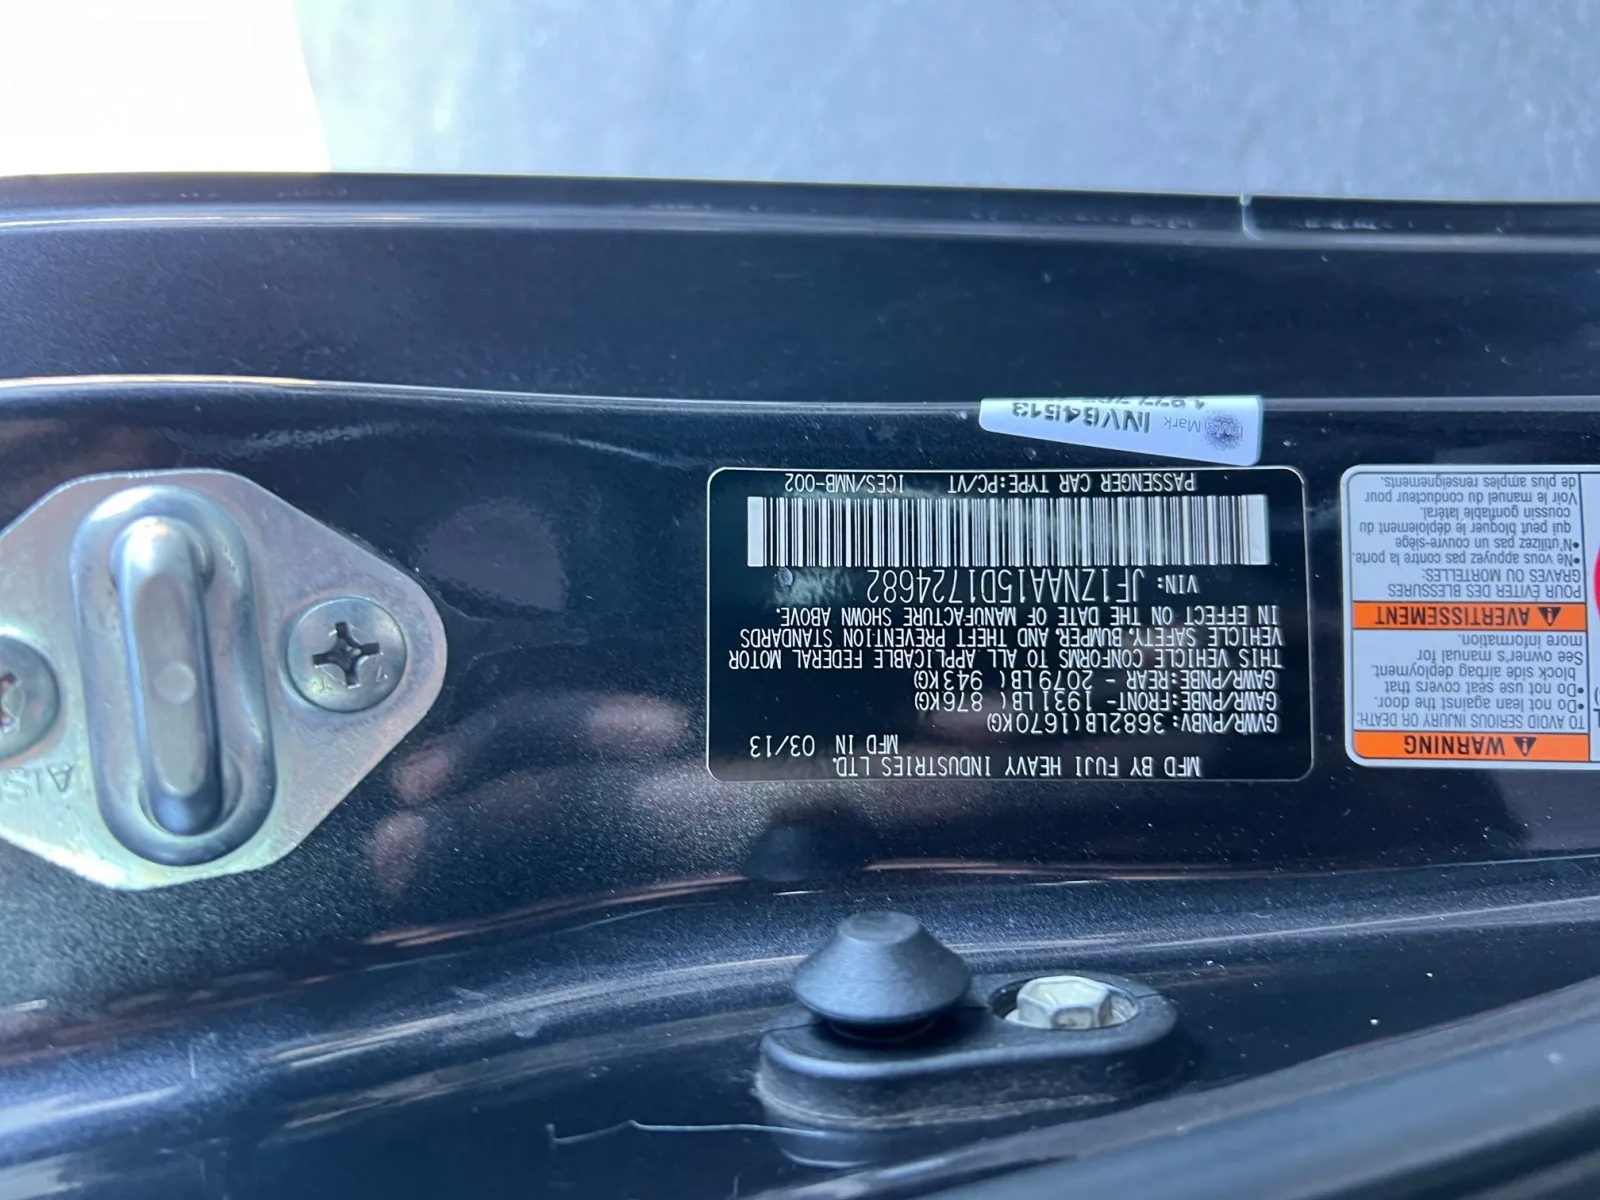 MFD BY FUJI HEAVY INDUSTRIES LTD.
MFD IN 03/13
GVWR/PNBV: 3682LB(1670KG)
GAWR/PNBE:FRONT- 1931LB( 876KG)
GAWR/PNBE:REAR - 2079LB( 943KG)
THIS VEHICLE CONFORMS TO ALL APPLICABLE FEDERAL MOTOR
VEHICLE SAFETY, BUMPER, AND THEFT PREVENTION STANDARDS
IN EFFECT ON THE DATE OF MANUFACTURE SHOWN ABOVE.
VIN: JF1ZNAA15D1724682
PASSENGER CAR TYPE:PC/VT ICES/NMB-002
InvisiMark INV64513
WARNING
TO AVOID SERIOUS INJURY OR DEATH:
•Do not lean against the door.
•Do not use seat covers that
block side airbag deployment.
See owner's manual for
more information.
AVERTISSEMENT
POUR ÉVITER DES BLESSURES
GRAVES OU MORTELLES:
•Ne vous appuyez pas contre la porte.
•N'utilisez pas un couvre-siège
qui peut bloquer le déploiement du
coussin gonflable latéral.
Voir le manuel du conducteur pour
de plus amples renseignements.